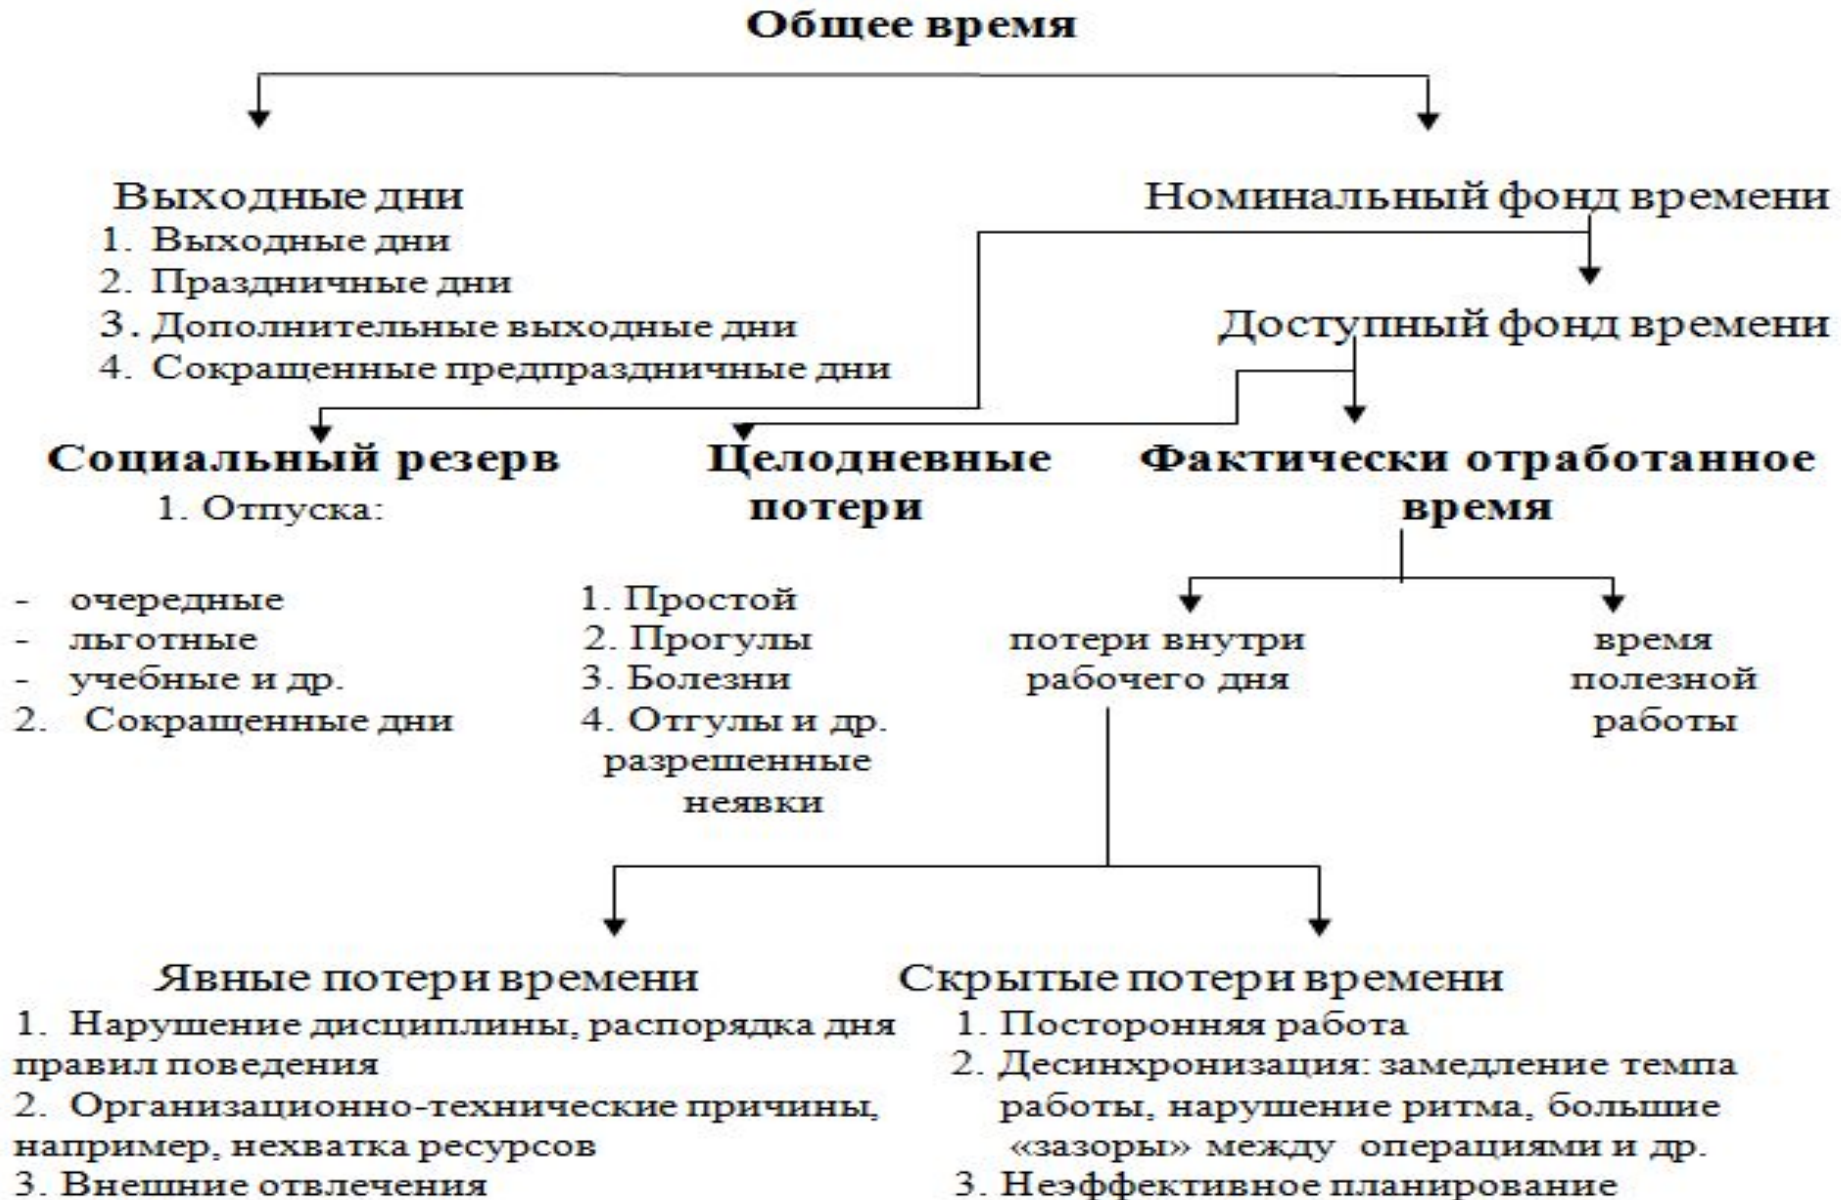 Общее время
Выходные дни
1. Выходные дни
2. Праздничные дни
3. Дополнительные выходные дни
4. Сокращенные предпраздничные дни
Номинальный фонд времени
Доступный фонд времени
Социальный резерв
1. Отпуска:
- очередные
- льготные
- учебные и др.
2. Сокращенные дни
Целодневные
потери
1. Простой
2. Прогулы
3. Болезни
4. Отгулы и др.
разрешенные
неявки
Фактически отработанное
время
потери внутри
рабочего дня
время
полезной
работы
Явные потери времени
1. Нарушение дисциплины, распорядка дня
правил поведения
2. Организационно-технические причины,
например, нехватка ресурсов
3. Внешние отвлечения
Скрытые потери времени
1. Посторонняя работа
2. Десинхронизация: замедление темпа
работы, нарушение ритма, большие
«зазоры» между операциями и др.
3. Неэффективное планирование